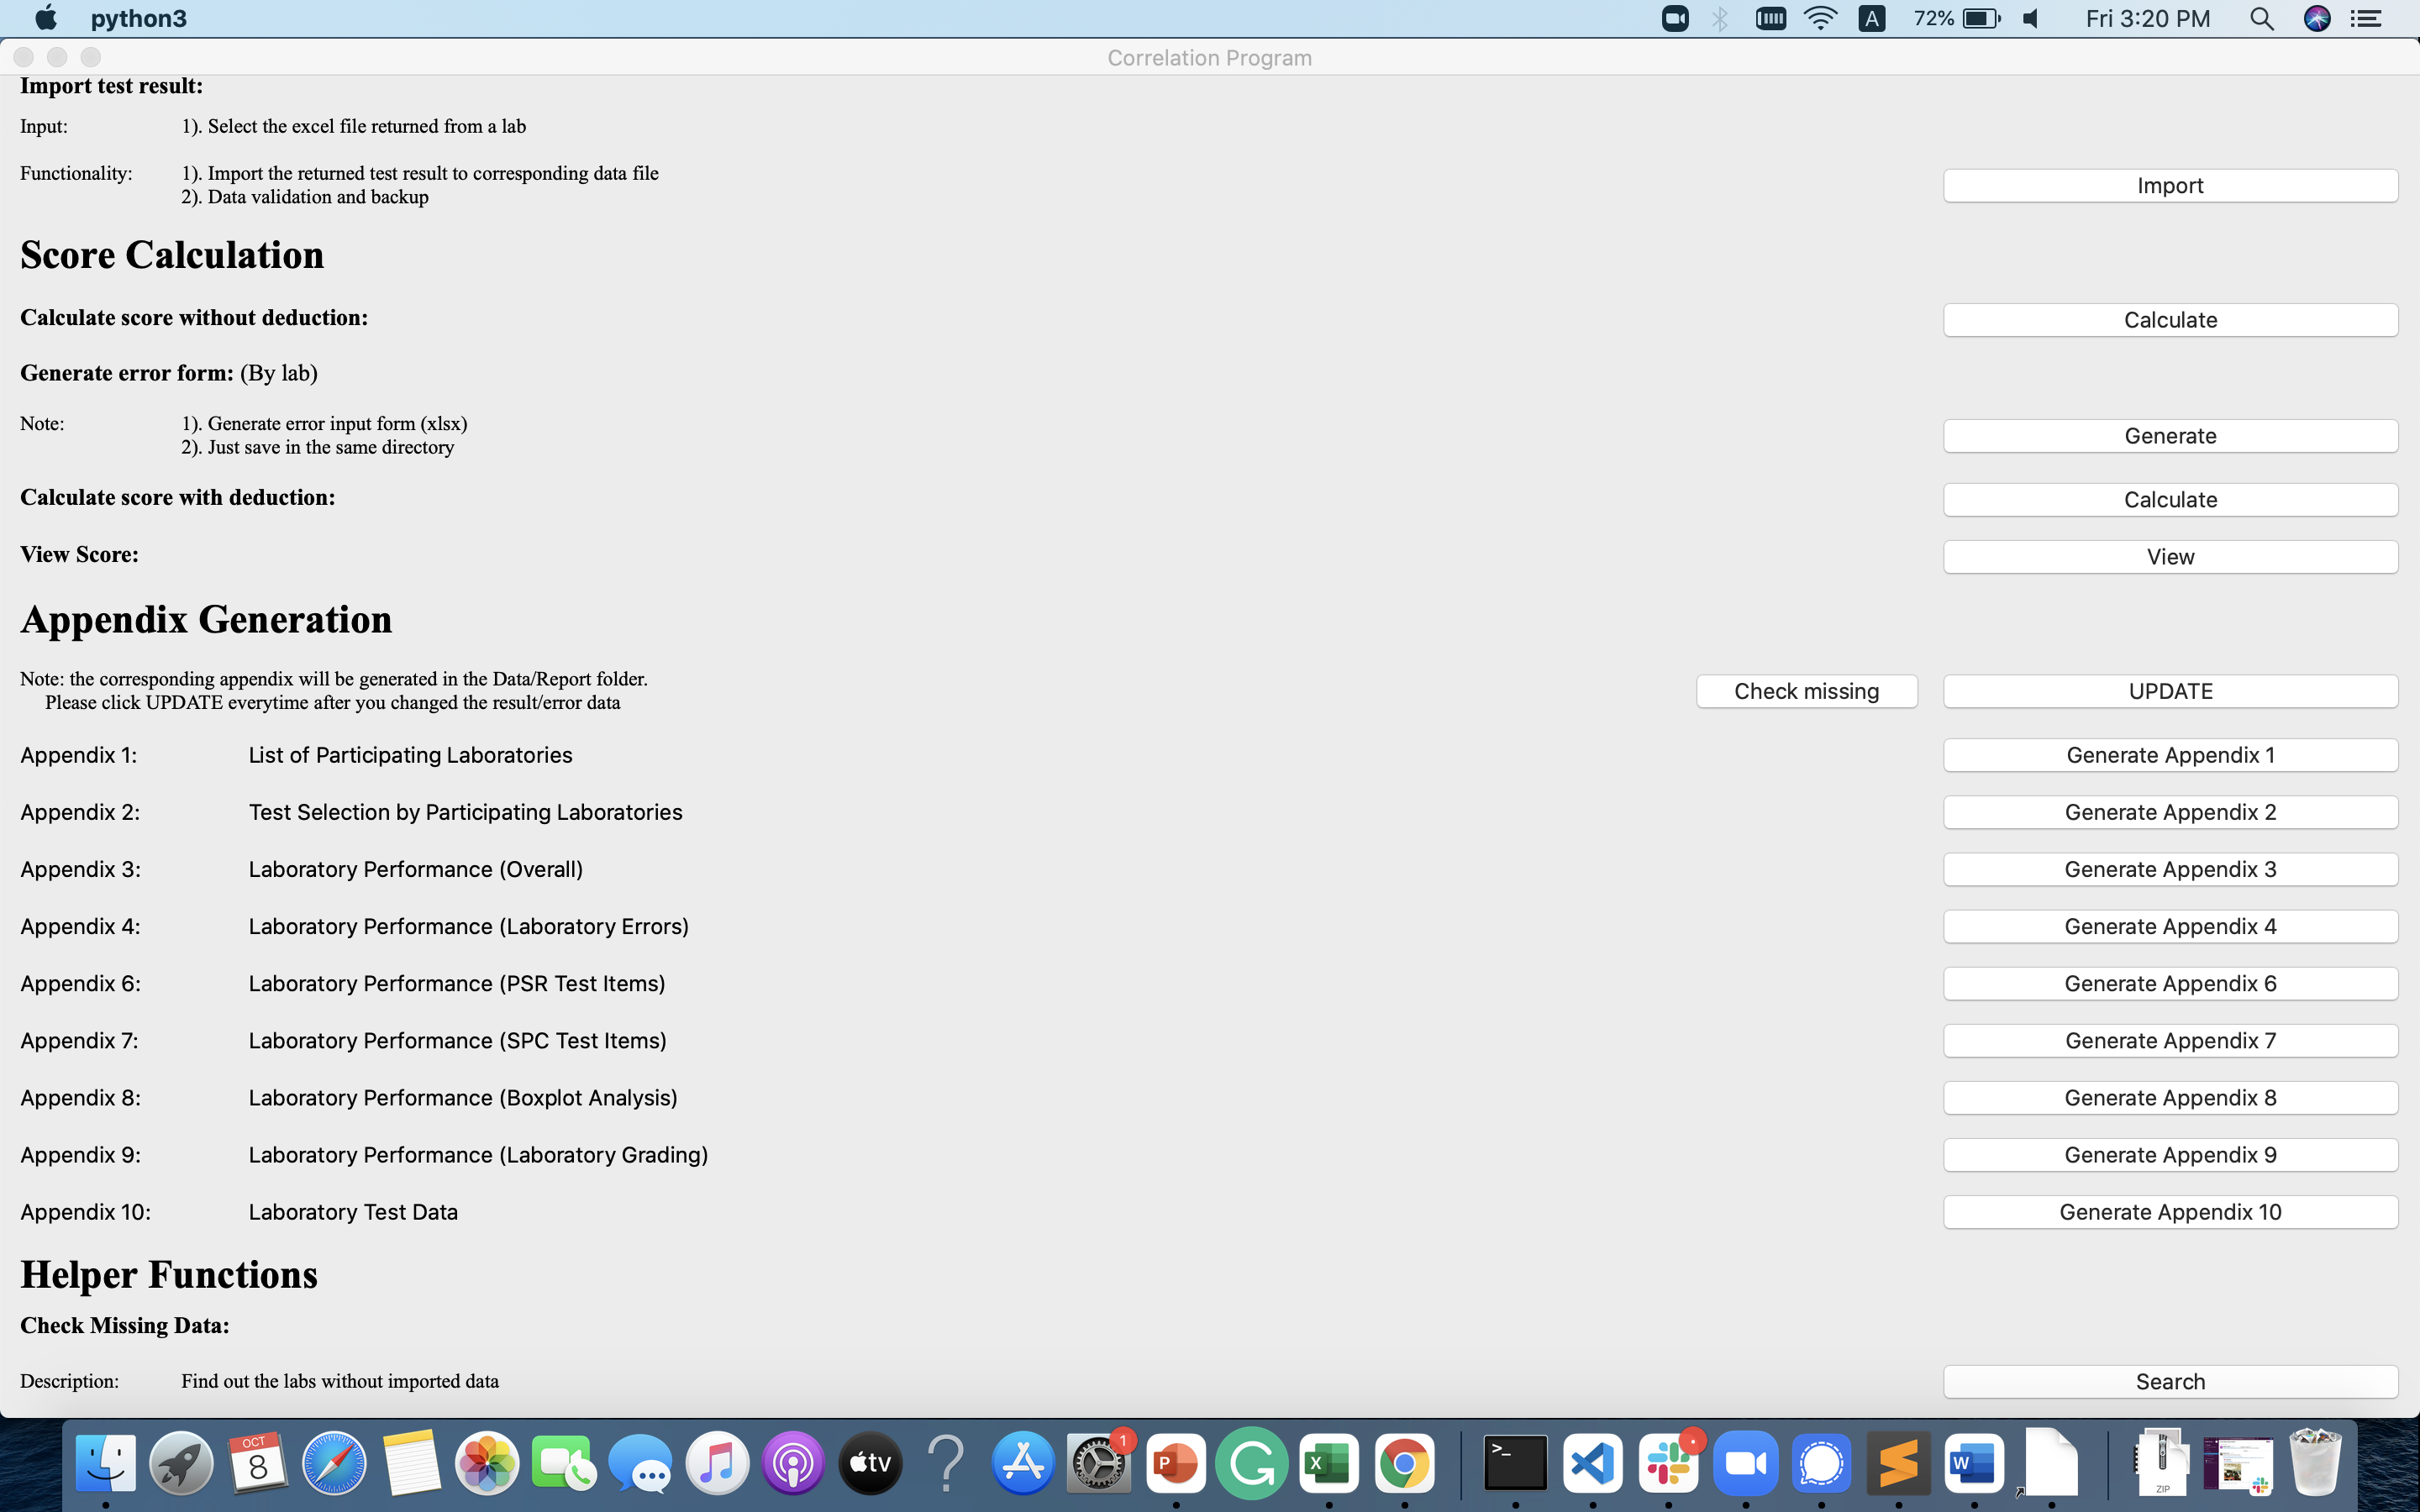 python3
A
72%
Fri 3:20 PM
Correlation Program
Import test result:
Input: 1). Select the excel file returned from a lab
Functionality: 1). Import the returned test result to corresponding data file
2). Data validation and backup
Import
Score Calculation
Calculate score without deduction:
Calculate
Generate error form: (By lab)
Note: 1). Generate error input form (xlsx)
2). Just save in the same directory
Generate
Calculate score with deduction:
Calculate
View Score:
View
Appendix Generation
Note: the corresponding appendix will be generated in the Data/Report folder.
Please click UPDATE everytime after you changed the result/error data
Check missing
UPDATE
Appendix 1: List of Participating Laboratories
Generate Appendix 1
Appendix 2: Test Selection by Participating Laboratories
Generate Appendix 2
Appendix 3: Laboratory Performance (Overall)
Generate Appendix 3
Appendix 4: Laboratory Performance (Laboratory Errors)
Generate Appendix 4
Appendix 6: Laboratory Performance (PSR Test Items)
Generate Appendix 6
Appendix 7: Laboratory Performance (SPC Test Items)
Generate Appendix 7
Appendix 8: Laboratory Performance (Boxplot Analysis)
Generate Appendix 8
Appendix 9: Laboratory Performance (Laboratory Grading)
Generate Appendix 9
Appendix 10: Laboratory Test Data
Generate Appendix 10
Helper Functions
Check Missing Data:
Description: Find out the labs without imported data
Search
OCT
8
tv
?
1
P
G
X
>_
S
W
ZIP